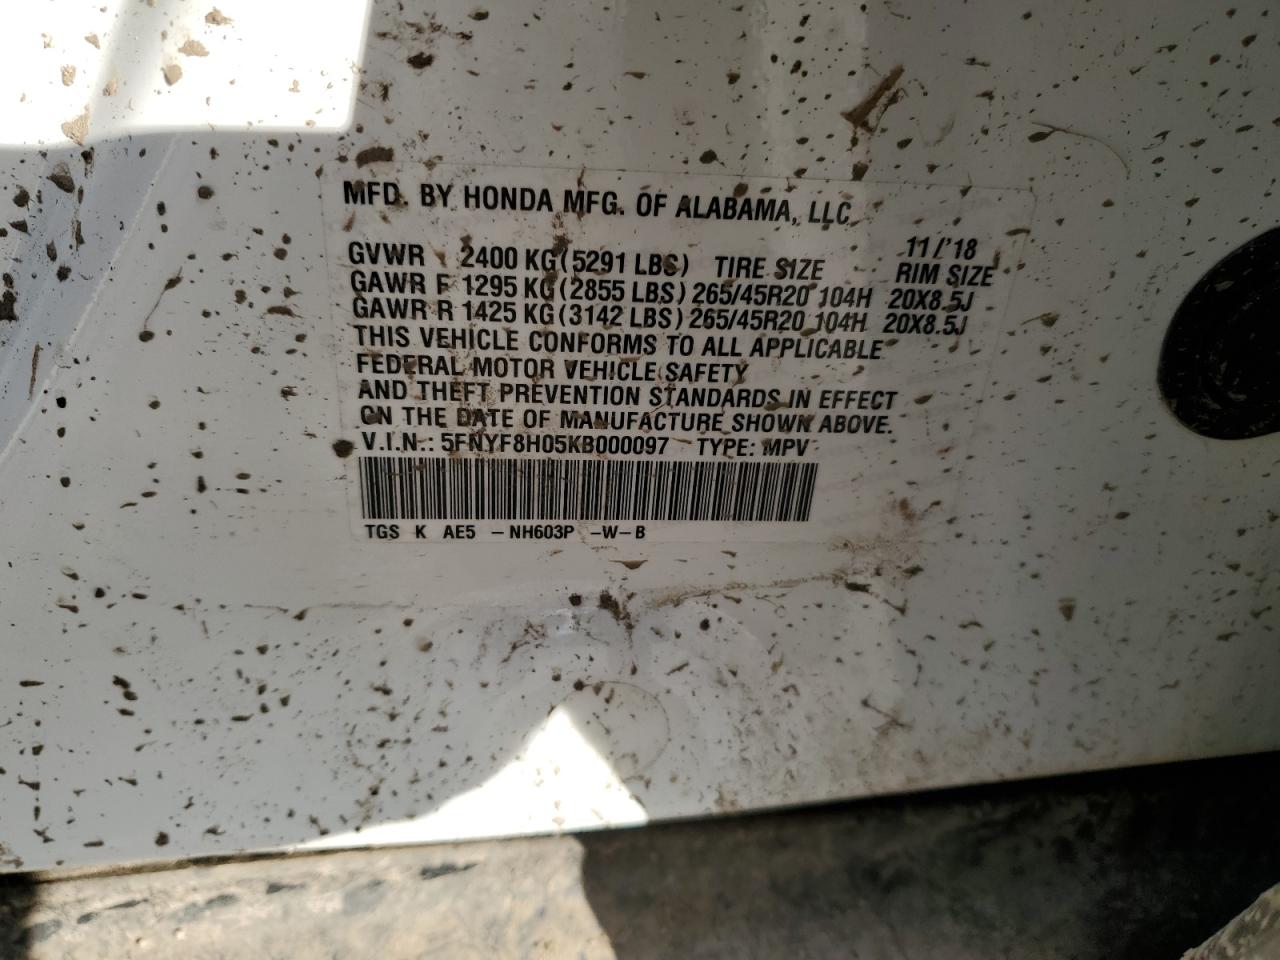 MFD. BY HONDA MFG. OF ALABAMA, LLC
11/'18
GVWR 2400 KG (5291 LBS) TIRE SIZE RIM SIZE
GAWR F 1295 KG (2855 LBS) 265/45R20 104H 20X8.5J
GAWR R 1425 KG (3142 LBS) 265/45R20 104H 20X8.5J
THIS VEHICLE CONFORMS TO ALL APPLICABLE
FEDERAL MOTOR VEHICLE SAFETY
AND THEFT PREVENTION STANDARDS IN EFFECT
ON THE DATE OF MANUFACTURE SHOWN ABOVE.
V.I.N.: 5FNYF8H05KB000097 TYPE: MPV
TGS K AE5 -NH603P -W-B